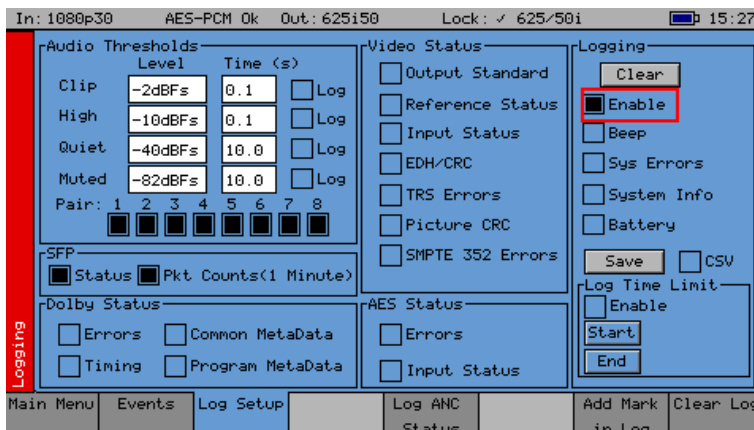 In: 1080p30 AES-PCM Ok Out: 625i50 Lock: ✓ 625/50i 15:27
Audio Thresholds
Level Time (s)
Clip -2dBFs 0.1 Log
High -10dBFs 0.1 Log
Quiet -40dBFs 10.0 Log
Muted -82dBFs 10.0 Log
Pair: 1 2 3 4 5 6 7 8
SFP
Status Pkt Counts(1 Minute)
Dolby Status
Errors Common MetaData
Timing Program MetaData
Video Status
Output Standard
Reference Status
Input Status
EDH/CRC
TRS Errors
Picture CRC
SMPTE 352 Errors
AES Status
Errors
Input Status
Logging
Clear
Enable
Beep
Sys Errors
System Info
Battery
Save CSV
Log Time Limit
Enable
Start
End
Logging
Main Menu Events Log Setup Log ANC Status Add Mark in Log Clear Log